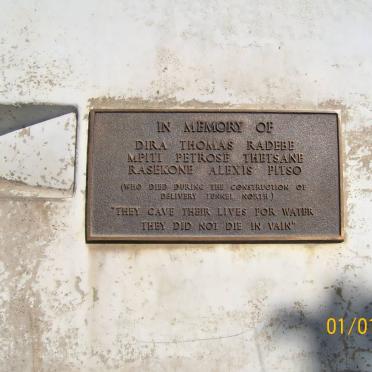 IN MEMORY OF
DIRA THOMAS RADEBE
MPITI PETROSE THETSANE
RASEKONE ALEXIS PITSO
(WHO DIED DURING THE CONSTRUCTION OF
DELIVERY TUNNEL NORTH)
"THEY GAVE THEIR LIVES FOR WATER
THEY DID NOT DIE IN VAIN"
01/01